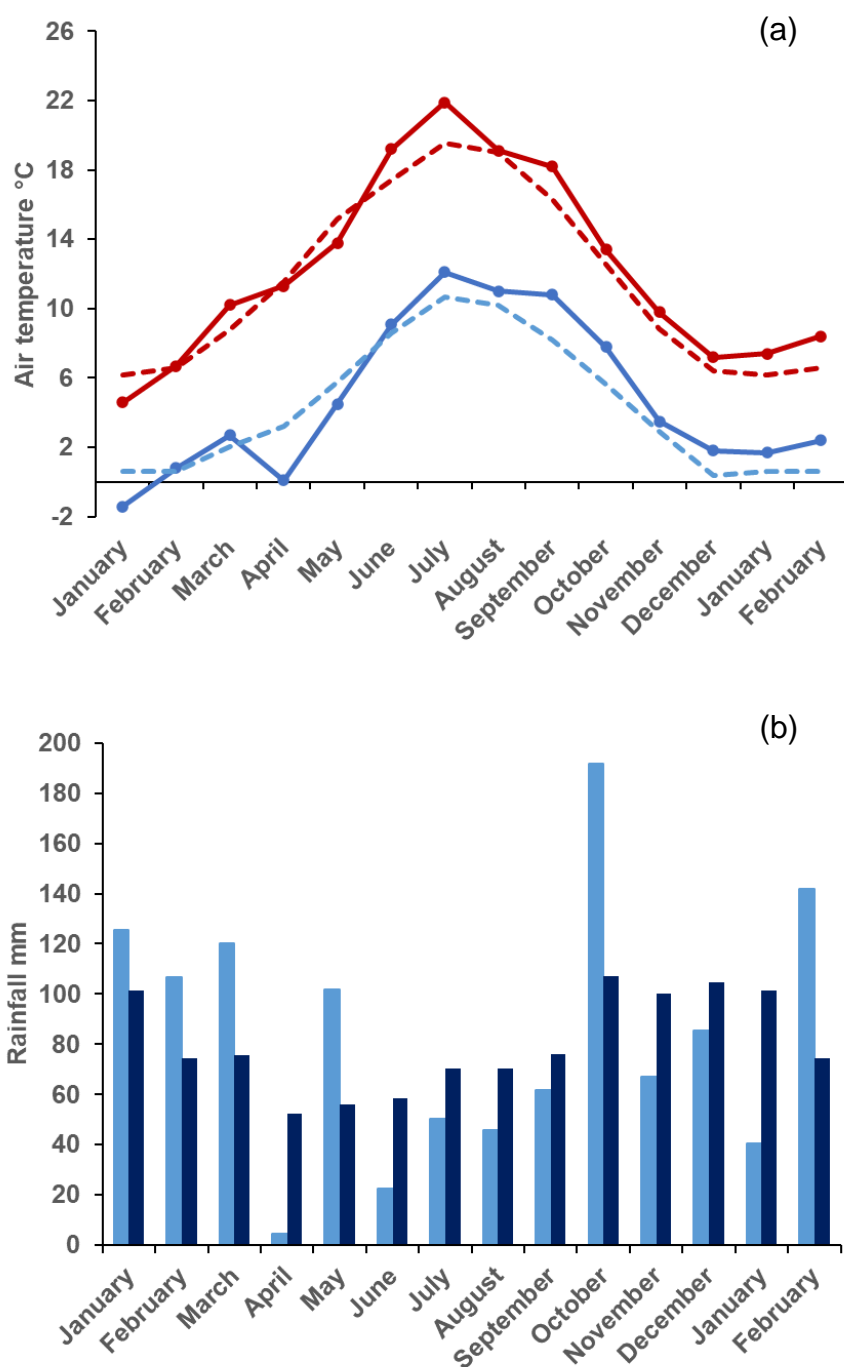 (a)
Air temperature °C
26
22
18
14
10
6
2
-2
January
February
March
April
May
June
July
August
September
October
November
December
January
February
(b)
Rainfall mm
200
180
160
140
120
100
80
60
40
20
0
January
February
March
April
May
June
July
August
September
October
November
December
January
February